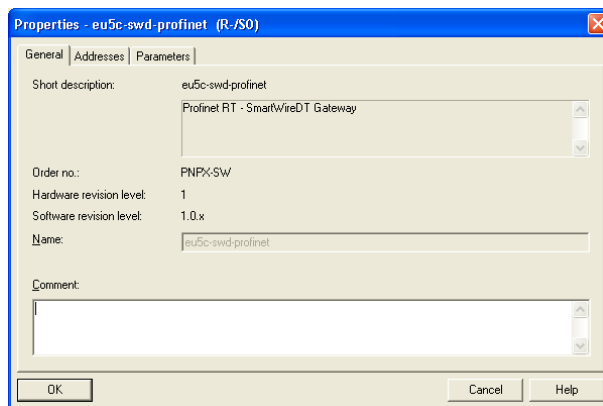 Properties - eu5c-swd-profinet (R-/S0)
General Addresses Parameters
Short description: eu5c-swd-profinet
Profinet RT - SmartWireDT Gateway
Order no.: PNPX-SW
Hardware revision level: 1
Software revision level: 1.0.x
Name: eu5c-swd-profinet
Comment:
OK Cancel Help